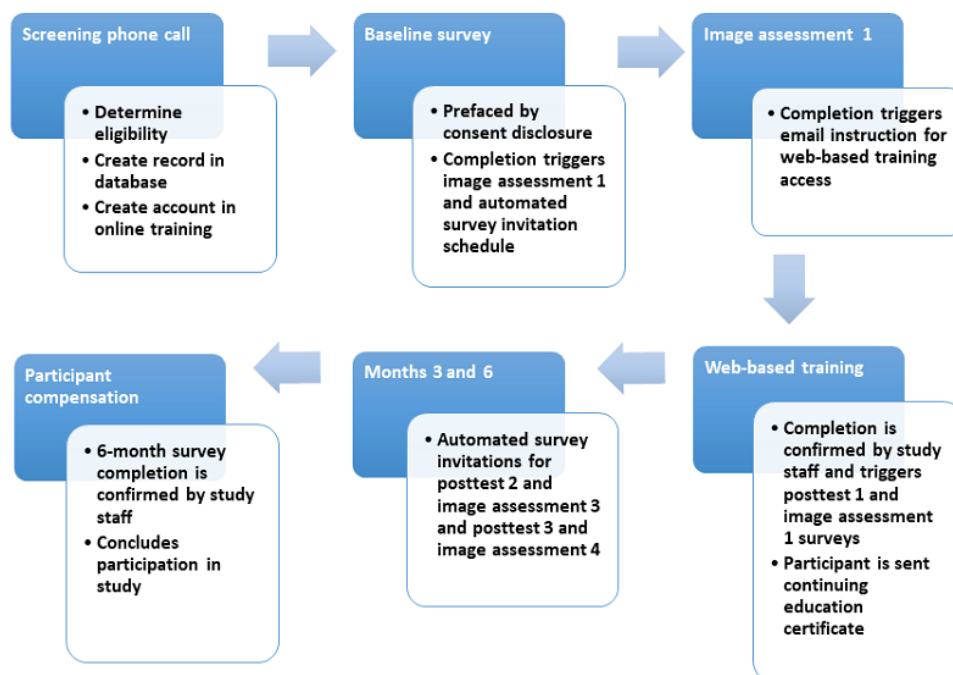 Screening phone call
• Determine
eligibility
• Create record in
database
• Create account in
online training
Baseline survey
• Prefaced by
consent disclosure
• Completion triggers
image assessment 1
and automated
survey invitation
schedule
Image assessment 1
• Completion triggers
email instruction for
web-based training
access
Web-based training
• Completion is
confirmed by study
staff and triggers
posttest 1 and
image assessment
1 surveys
• Participant is sent
continuing
education
certificate
Months 3 and 6
• Automated survey
invitations for
posttest 2 and
image assessment 3
and posttest 3 and
image assessment 4
Participant
compensation
• 6-month survey
completion is
confirmed by study
staff
• Concludes
participation in
study